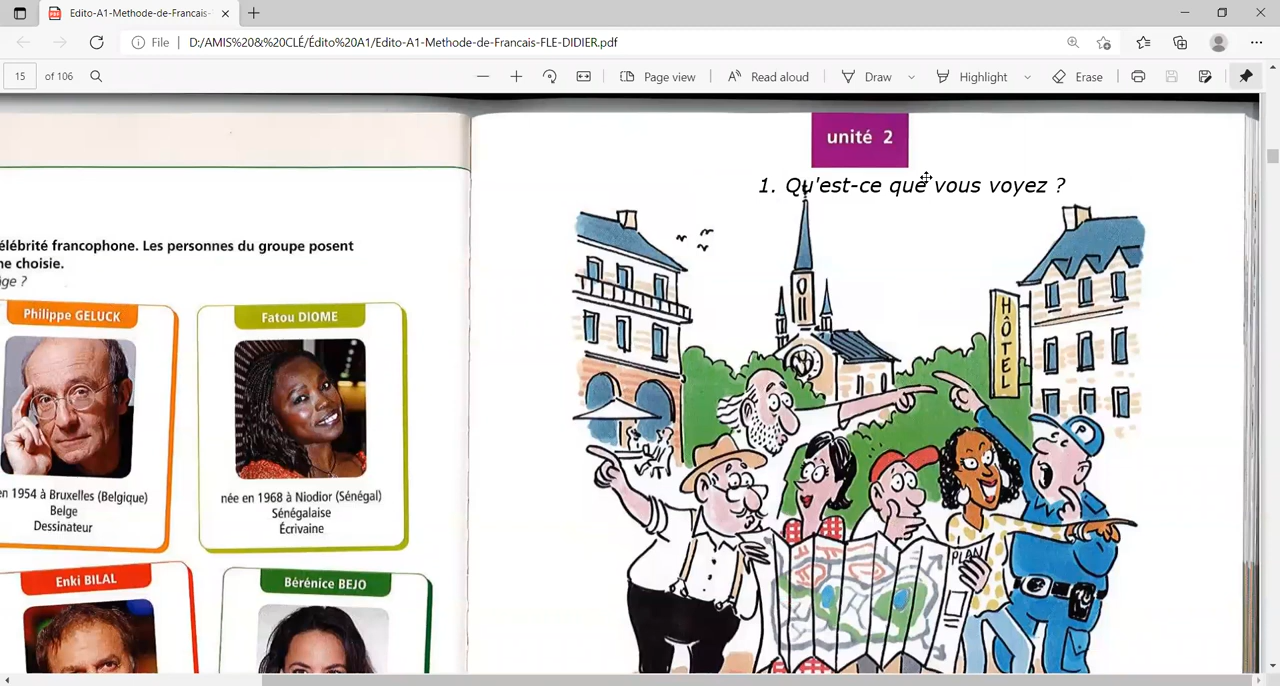 Edito-A1-Methode-de-Francais-
File
D:/AMIS%20&%20CLÉ/Édito%20A1/Edito-A1-Methode-de-Francais-FLE-DIDIER.pdf
15
of 106
Page view
Read aloud
Draw
Highlight
Erase
élébrité francophone. Les personnes du groupe posent
ne choisie.
âge ?
Philippe GELUCK
en 1954 à Bruxelles (Belgique)
Belge
Dessinateur
Fatou DIOME
née en 1968 à Niodior (Sénégal)
Sénégalaise
Écrivaine
Enki BILAL
Bérénice BEJO
unité 2
1. Qu'est-ce que vous voyez ?
HÔTEL
P
PLAN